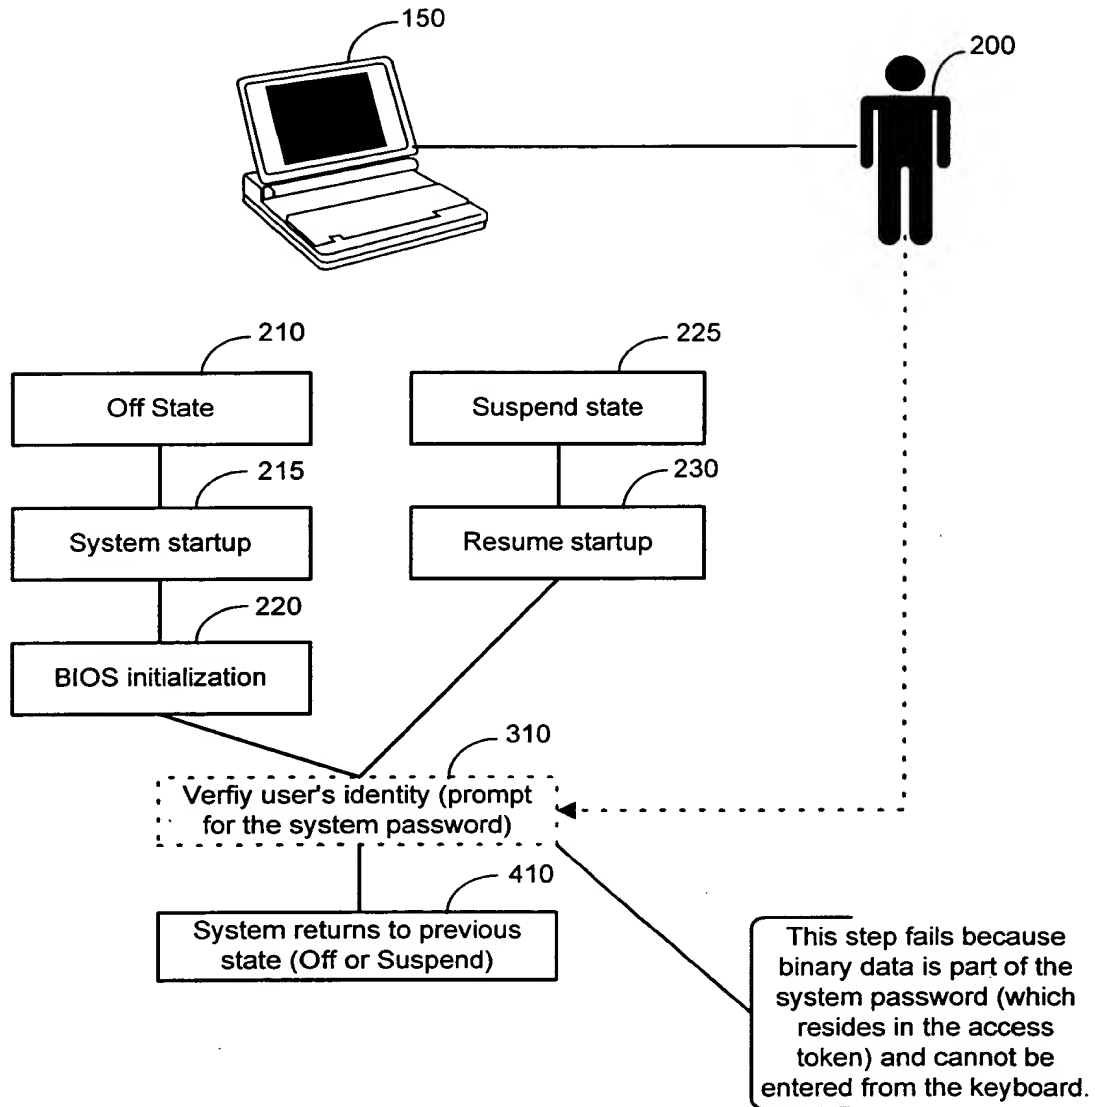 150
200
210
225
Off State
Suspend state
215
230
System startup
Resume startup
220
BIOS initialization
310
Verfiy user's identity (prompt
for the system password)
410
System returns to previous
state (Off or Suspend)
This step fails because
binary data is part of the
system password (which
resides in the access
token) and cannot be
entered from the keyboard.